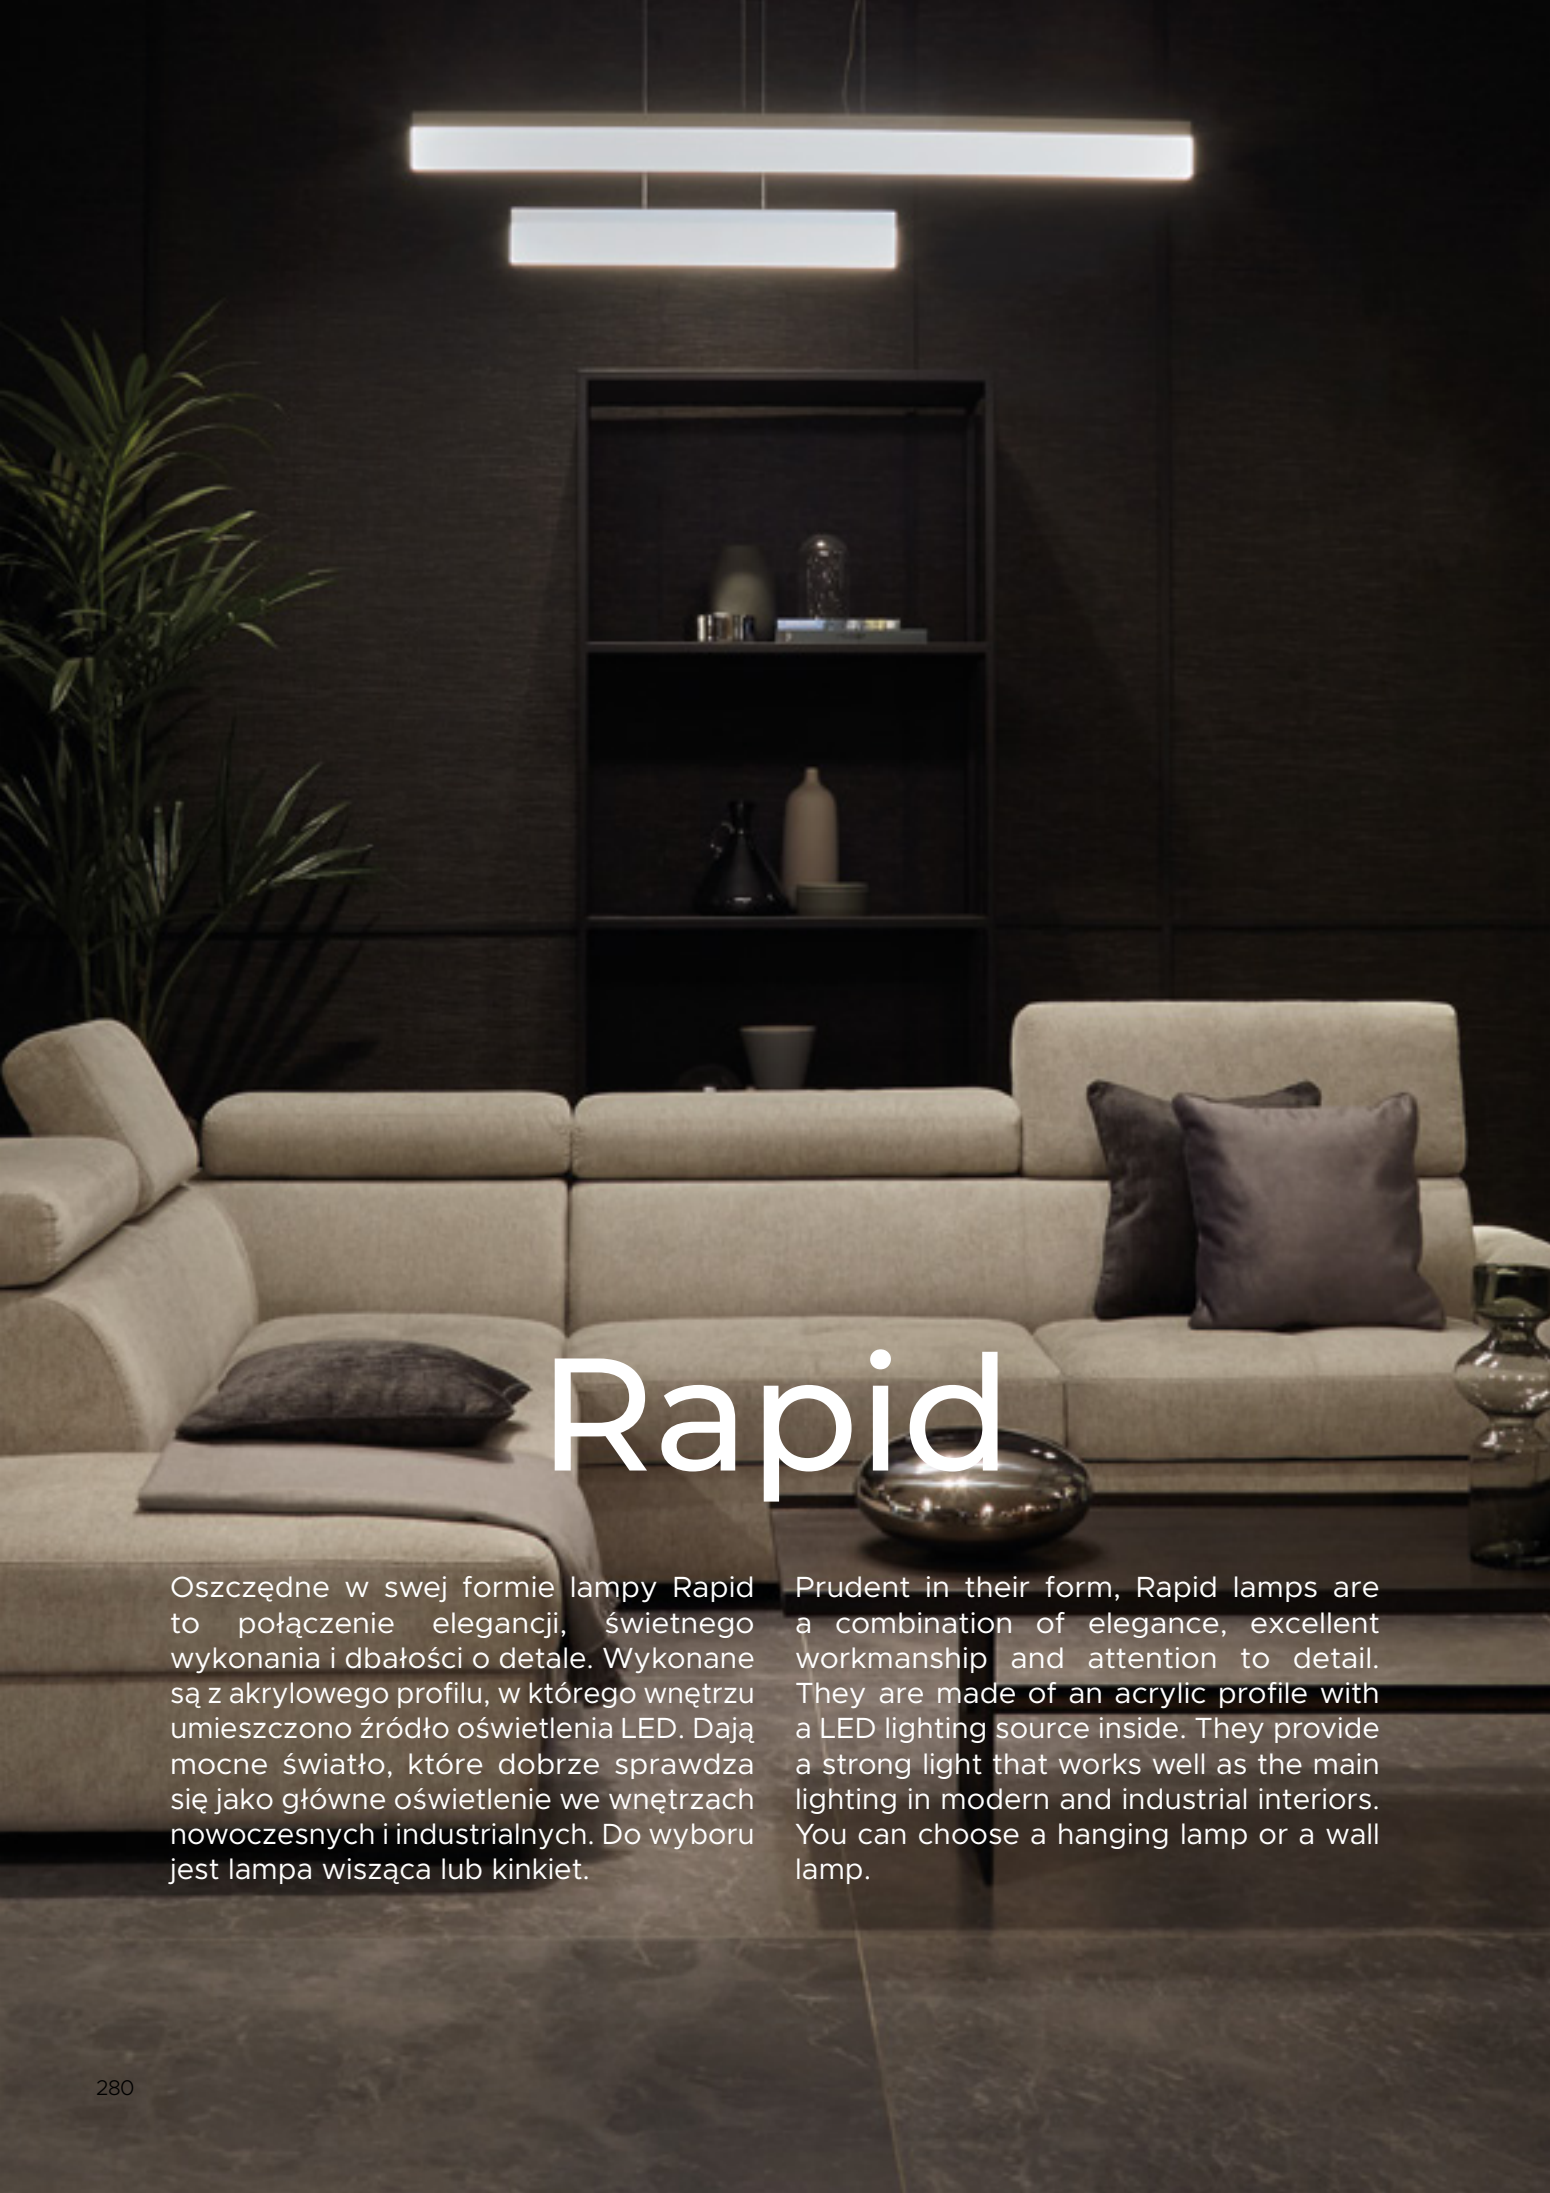 Rapid
Oszczędne w swej formie lampy Rapid
to połączenie elegancji, świetnego
wykonania i dbałości o detale. Wykonane
są z akrylowego profilu, w którego wnętrzu
umieszczono źródło oświetlenia LED. Dają
mocne światło, które dobrze sprawdza
się jako główne oświetlenie we wnętrzach
nowoczesnych i industrialnych. Do wyboru
jest lampa wisząca lub kinkiet.
Prudent in their form, Rapid lamps are
a combination of elegance, excellent
workmanship and attention to detail.
They are made of an acrylic profile with
a LED lighting source inside. They provide
a strong light that works well as the main
lighting in modern and industrial interiors.
You can choose a hanging lamp or a wall
lamp.
280